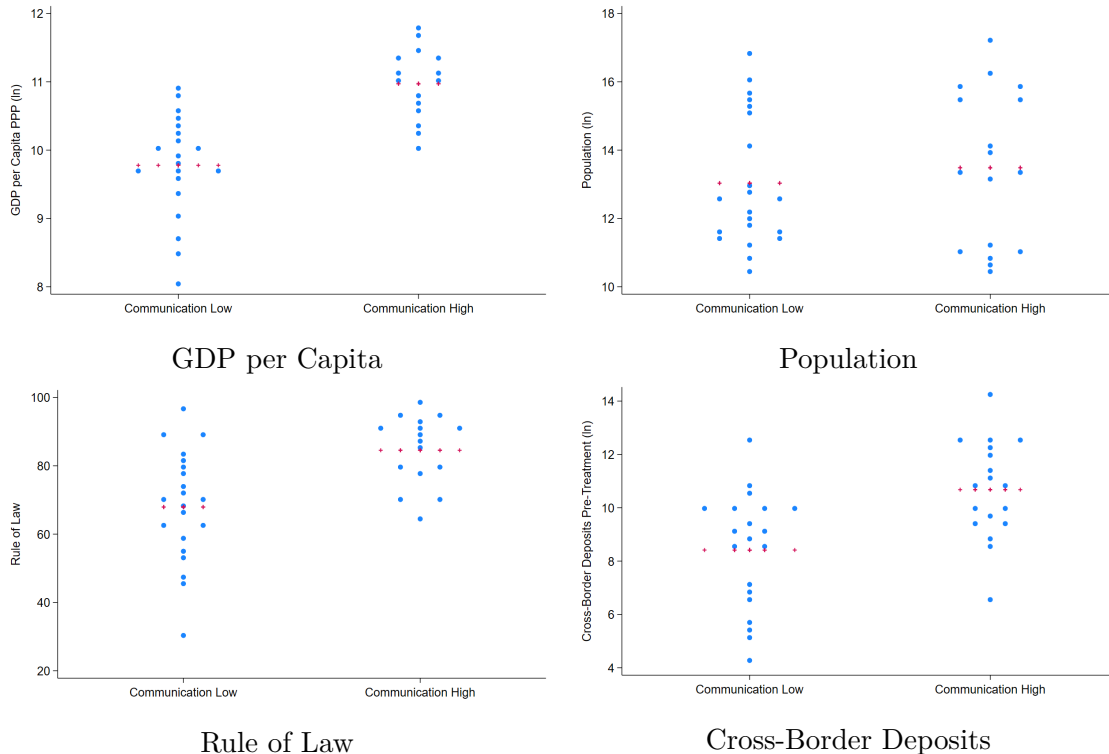 12
11
10
9
8
GDP per Capita PPP (ln)
Communication Low
Communication High
GDP per Capita
18
16
14
12
10
Population (ln)
Communication Low
Communication High
Population
100
80
60
40
20
Rule of Law
Communication Low
Communication High
Rule of Law
14
12
10
8
6
4
Cross-Border Deposits Pre-Treatment (ln)
Communication Low
Communication High
Cross-Border Deposits